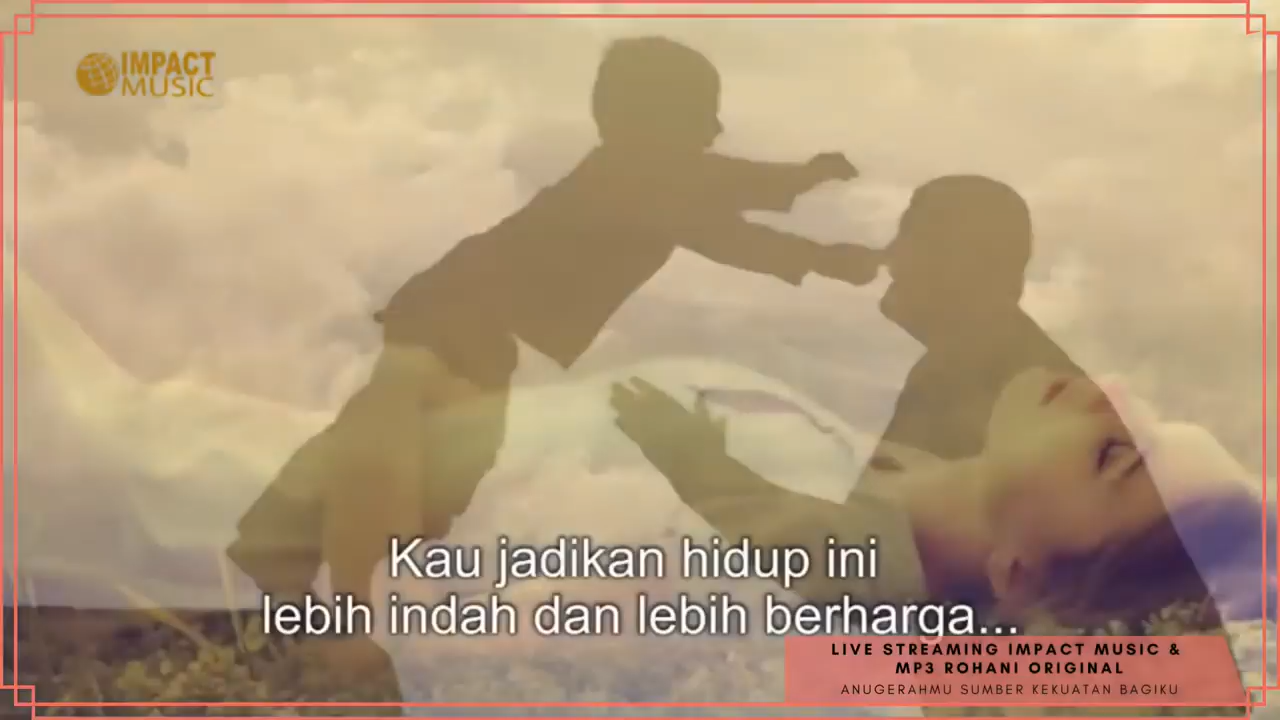 IMPACT
MUSIC
Kau jadikan hidup ini
lebih indah dan lebih berharga...
LIVE STREAMING IMPACT MUSIC &
MP3 ROHANI ORIGINAL
ANUGERAHMU SUMBER KEKUATAN BAGIKU